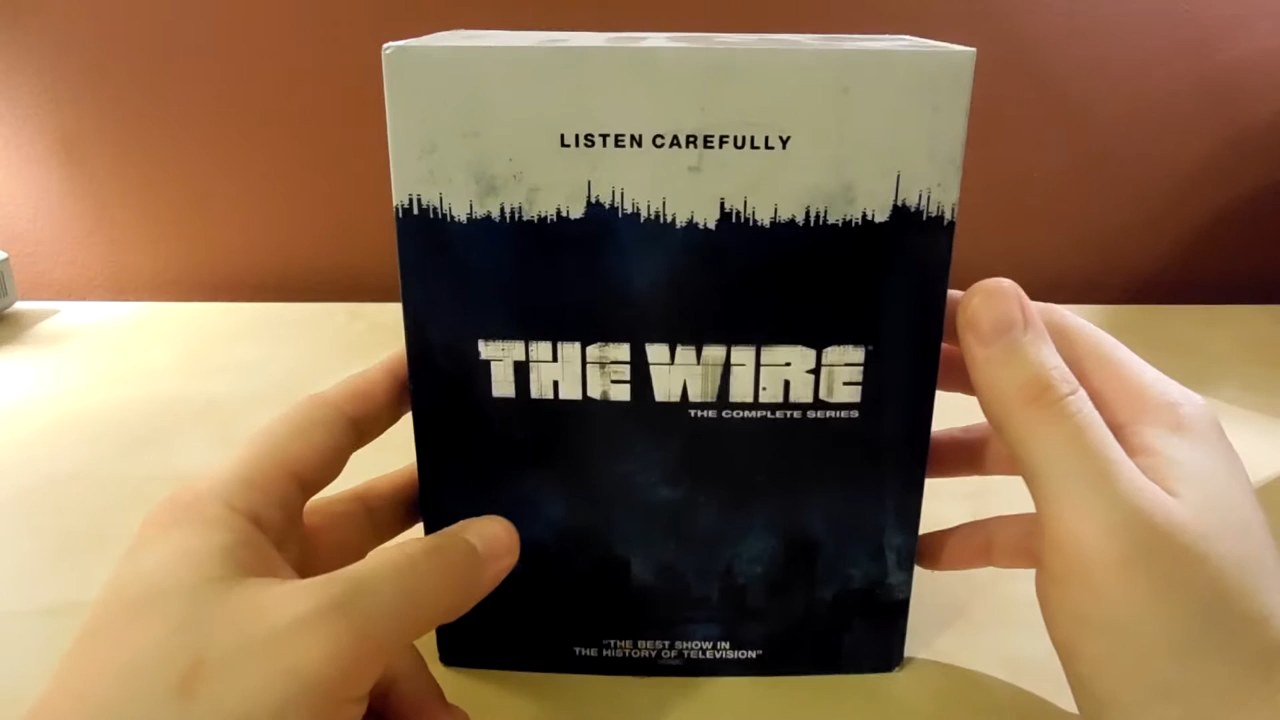 LISTEN CAREFULLY
THE WIRE
THE COMPLETE SERIES
"THE BEST SHOW IN
THE HISTORY OF TELEVISION"